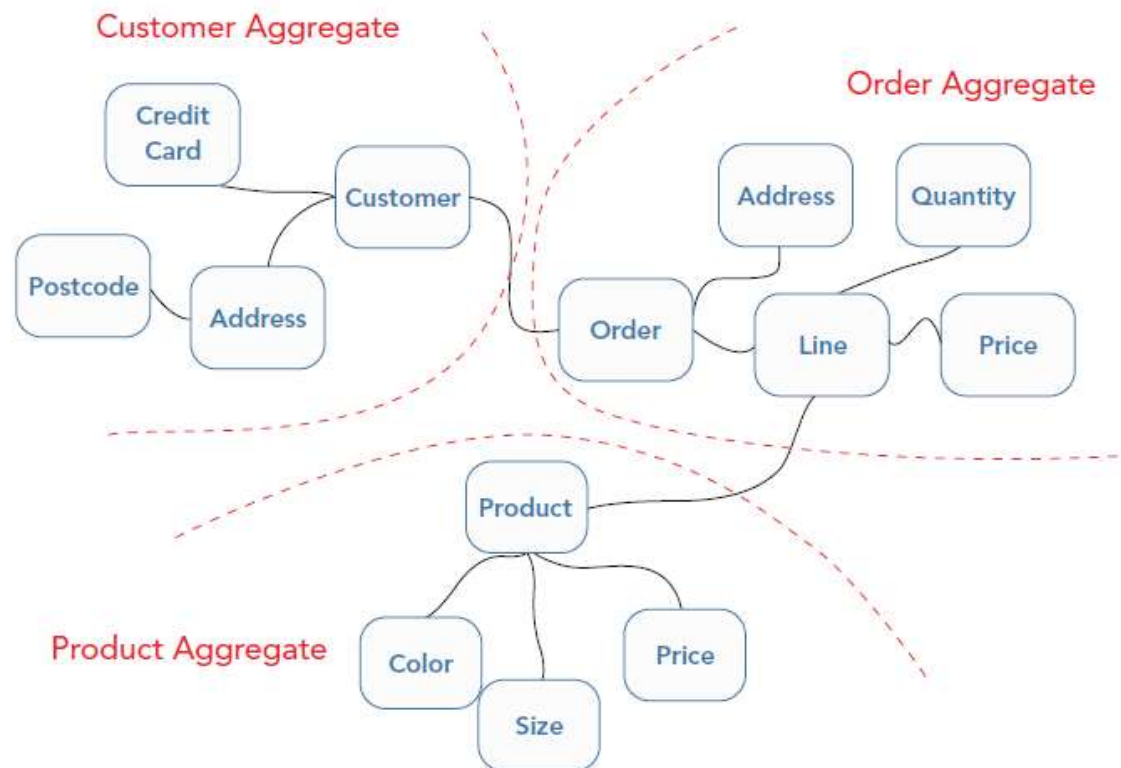 Customer Aggregate
Order Aggregate
Credit
Card
Customer
Address
Quantity
Postcode
Address
Order
Line
Price
Product
Product Aggregate
Color
Price
Size